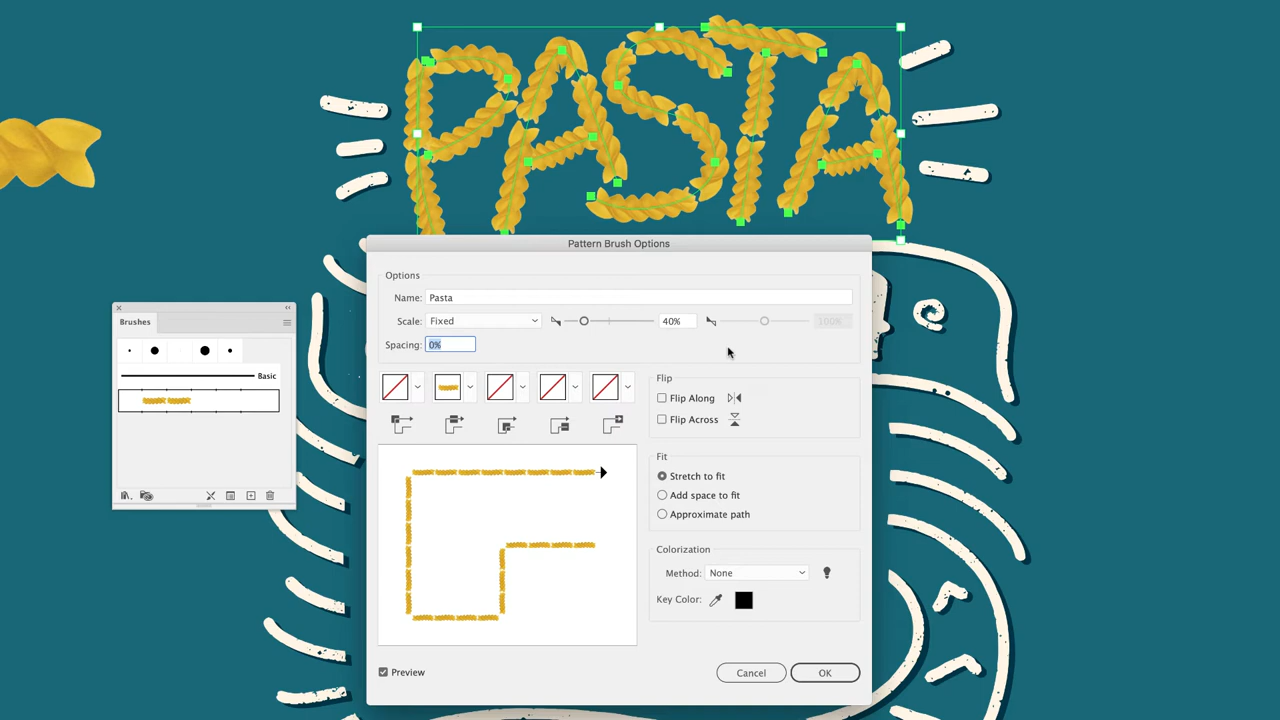 PASTA
Pattern Brush Options
Options
Name: Pasta
Scale: Fixed 40% 100%
Spacing: 0%
Brushes
Basic
Flip
Flip Along
Flip Across
Fit
Stretch to fit
Add space to fit
Approximate path
Colorization
Method: None
Key Color:
Preview
Cancel
OK